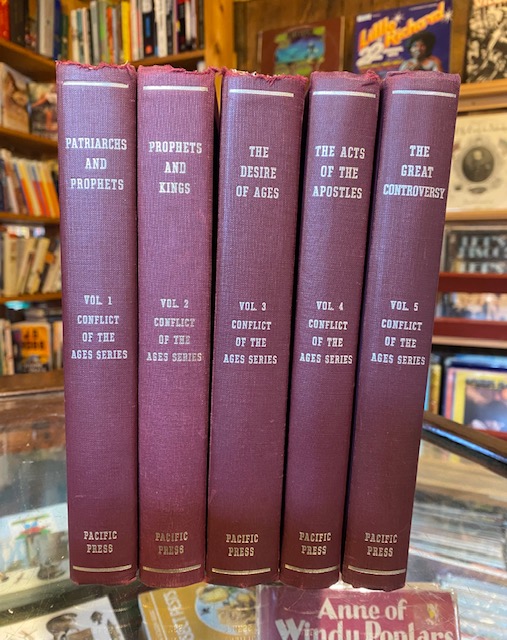 PATRIARCHS
AND
PROPHETS
VOL. 1
CONFLICT
OF THE
AGES SERIES
PACIFIC
PRESS
PROPHETS
AND
KINGS
VOL. 2
CONFLICT
OF THE
AGES SERIES
PACIFIC
PRESS
THE
DESIRE
OF AGES
VOL. 3
CONFLICT
OF THE
AGES SERIES
PACIFIC
PRESS
THE ACTS
OF THE
APOSTLES
VOL. 4
CONFLICT
OF THE
AGES SERIES
PACIFIC
PRESS
THE
GREAT
CONTROVERSY
VOL. 5
CONFLICT
OF THE
AGES SERIES
PACIFIC
PRESS
Little
Richard
Anne of
Windy Poplars